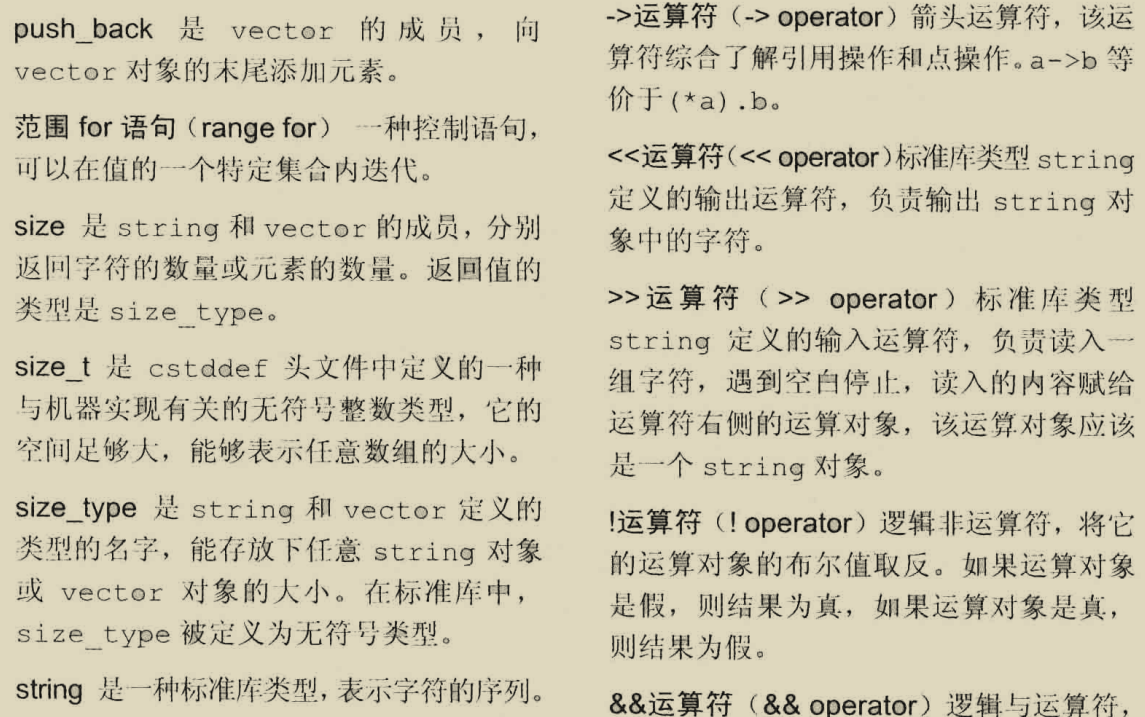 push_back 是 vector 的成员，向
vector 对象的末尾添加元素。
范围 for 语句（range for） 一种控制语句，
可以在值的一个特定集合内迭代。
size 是 string 和 vector 的成员，分别
返回字符的数量或元素的数量。返回值的
类型是 size_type。
size_t 是 cstddef 头文件中定义的一种
与机器实现有关的无符号整数类型，它的
空间足够大，能够表示任意数组的大小。
size_type 是 string 和 vector 定义的
类型的名字，能存放下任意 string 对象
或 vector 对象的大小。在标准库中，
size_type 被定义为无符号类型。
string 是一种标准库类型，表示字符的序列。
->运算符（-> operator）箭头运算符，该运
算符综合了解引用操作和点操作。a->b 等
价于(*a).b。
<<运算符(<< operator)标准库类型 string
定义的输出运算符，负责输出 string 对
象中的字符。
>>运算符（>> operator）标准库类型
string 定义的输入运算符，负责读入一
组字符，遇到空白停止，读入的内容赋给
运算符右侧的运算对象，该运算对象应该
是一个 string 对象。
!运算符（! operator）逻辑非运算符，将它
的运算对象的布尔值取反。如果运算对象
是假，则结果为真，如果运算对象是真，
则结果为假。
&&运算符（&& operator）逻辑与运算符，